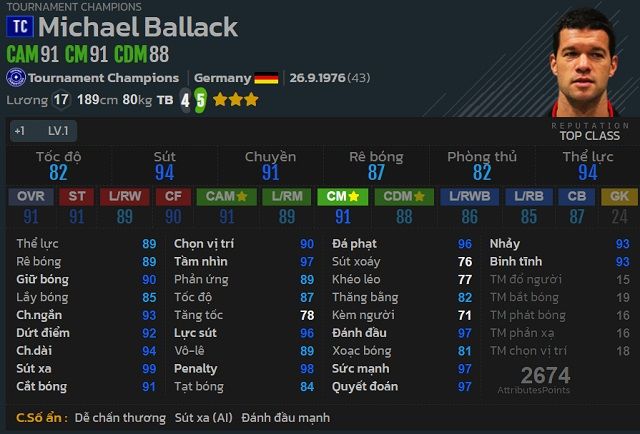 TOURNAMENT CHAMPIONS
TC Michael Ballack
CAM 91 CM 91 CDM 88
Tournament Champions Germany 26.9.1976 (43)
Lương 17 189cm 80kg TB 4 5
+1 LV.1
REPUTATION
TOP CLASS
Tốc độ Sút Chuyền Rê bóng Phòng thủ Thể lực
82 94 91 87 82 94
OVR ST L/RW CF CAM L/RM CM CDM L/RWB L/RB CB GK
91 91 89 90 91 89 91 88 86 85 87 24
Thể lực 89 Chọn vị trí 90 Đá phạt 96 Nhảy 93
Rê bóng 89 Tầm nhìn 97 Sút xoáy 76 Bình tĩnh 93
Giữ bóng 90 Phản ứng 89 Khéo léo 77 TM đổ người 15
Lấy bóng 85 Tốc độ 87 Thăng bằng 82 TM bắt bóng 19
Ch.ngắn 93 Tăng tốc 78 Kèm người 71 TM phát bóng 16
Dứt điểm 92 Lực sút 96 Đánh đầu 97 TM phản xạ 16
Ch.dài 94 Vô-lê 89 Xoạc bóng 81 TM chọn vị trí 18
Sút xa 99 Penalty 98 Sức mạnh 97 2674
Cắt bóng 91 Tạt bóng 84 Quyết đoán 97 AttributesPoints
C.Số ẩn : Dễ chấn thương Sút xa (AI) Đánh đầu mạnh